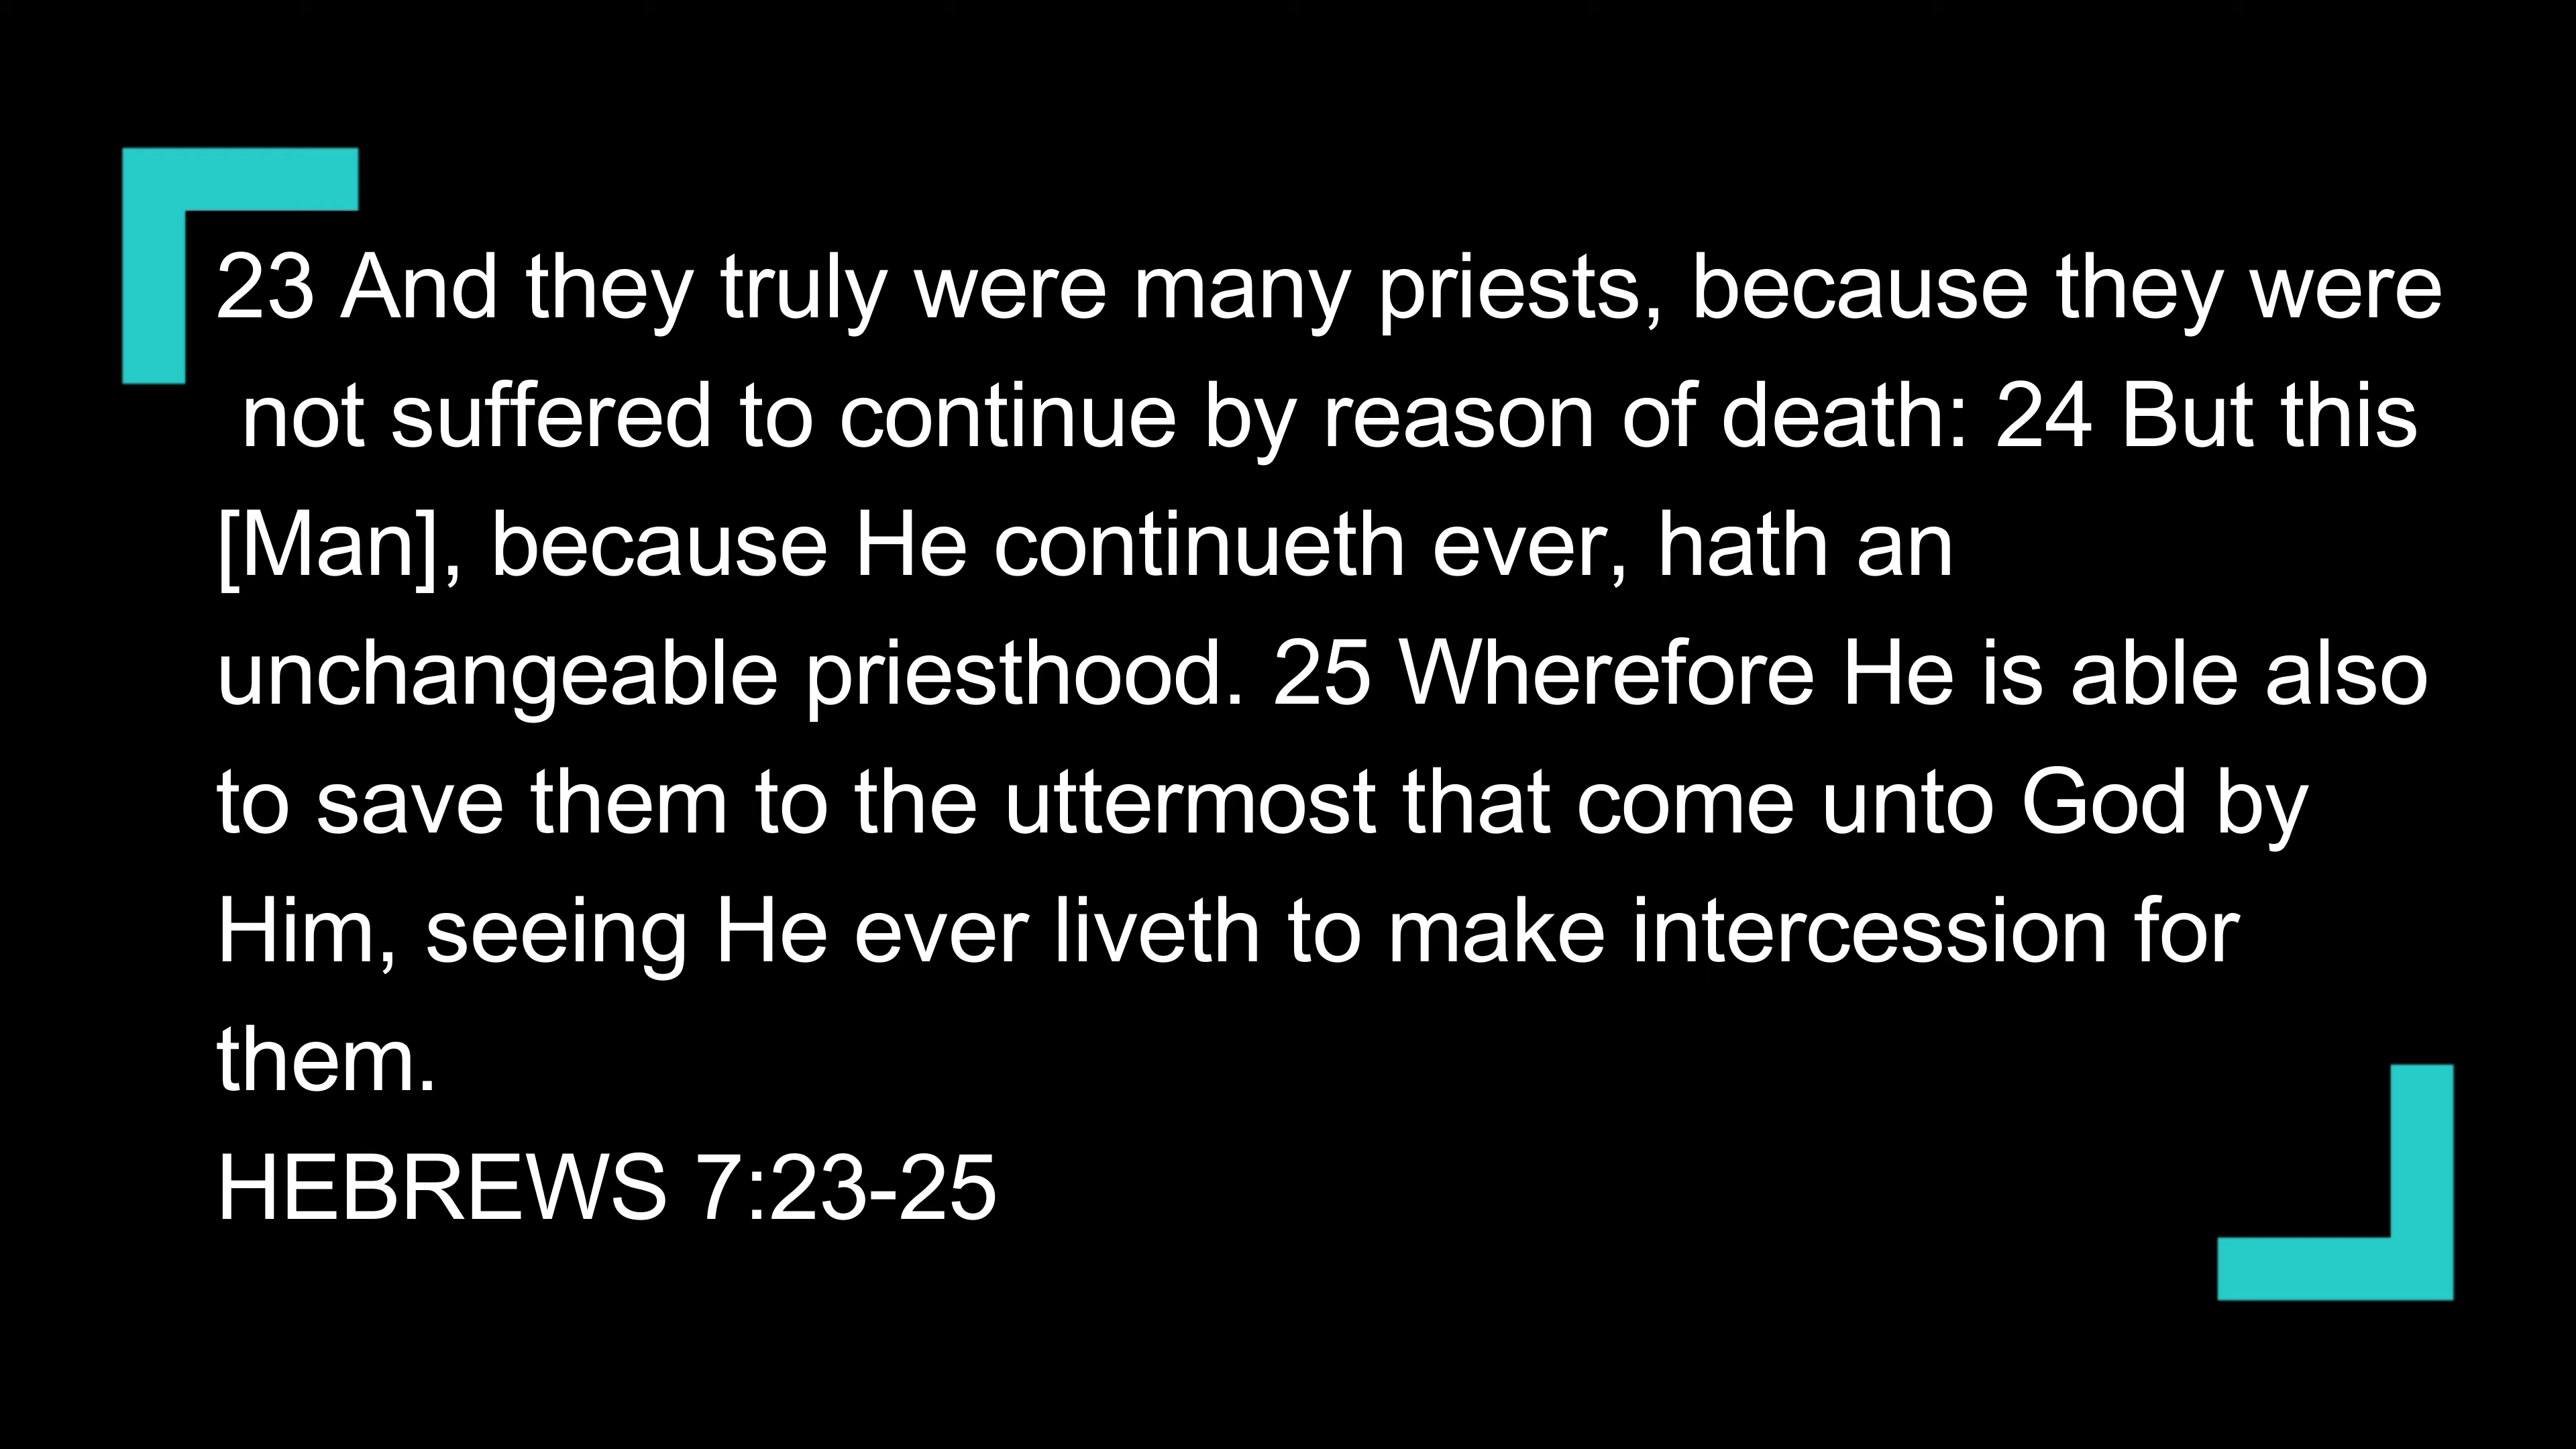 23 And they truly were many priests, because they were
not suffered to continue by reason of death: 24 But this
[Man], because He continueth ever, hath an
unchangeable priesthood. 25 Wherefore He is able also
to save them to the uttermost that come unto God by
Him, seeing He ever liveth to make intercession for
them.
HEBREWS 7:23-25